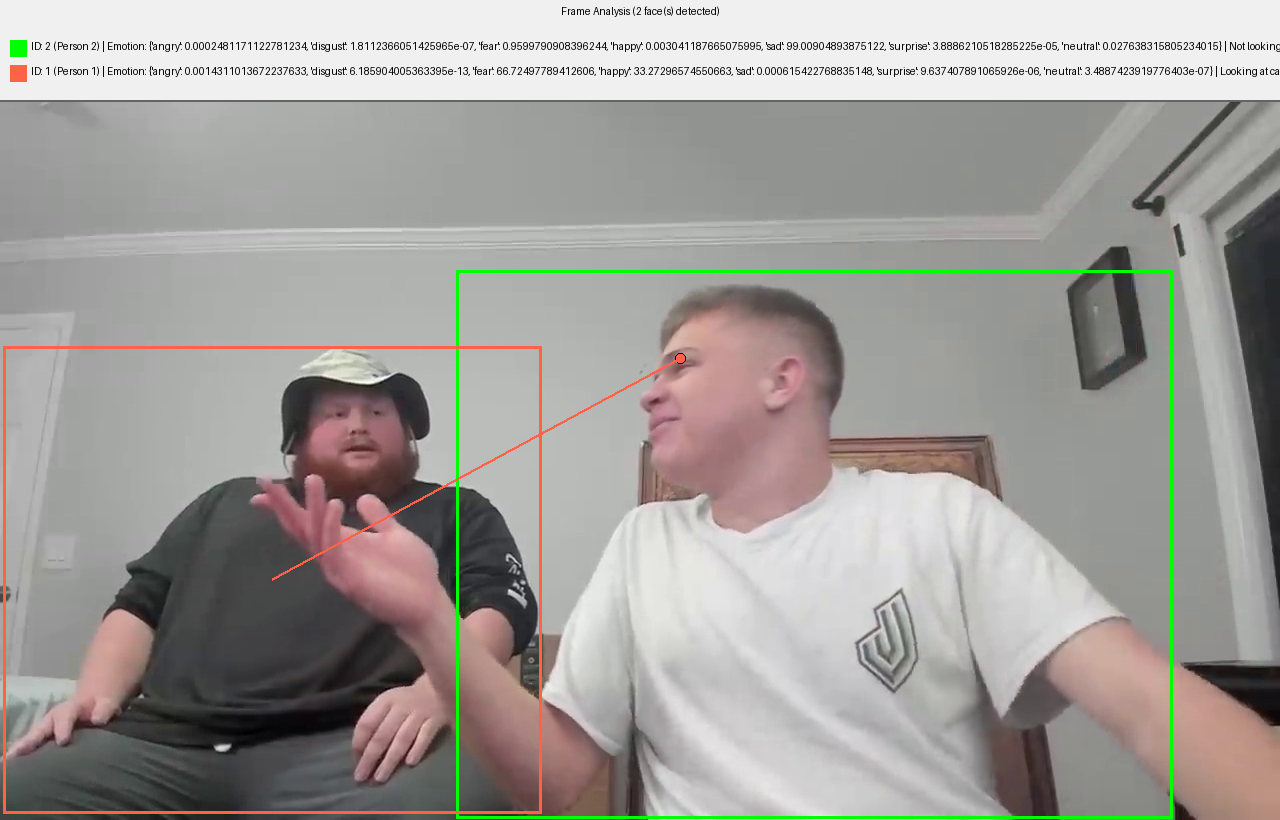 Frame Analysis (2 face(s) detected)
ID: 2 (Person 2) | Emotion: {'angry': 0.0002481171122781234, 'disgust': 1.8112366051425965e-07, 'fear': 0.9599790908396244, 'happy': 0.003041187665075995, 'sad': 99.00904893875122, 'surprise': 3.8886210518285225e-05, 'neutral': 0.027638315805234015} | Not looking
ID: 1 (Person 1) | Emotion: {'angry': 0.0014311013672237633, 'disgust': 6.185904005363395e-13, 'fear': 66.72497789412606, 'happy': 33.27296574550663, 'sad': 0.000615422768835148, 'surprise': 9.637407891065926e-06, 'neutral': 3.4887423919776403e-07} | Looking at ca